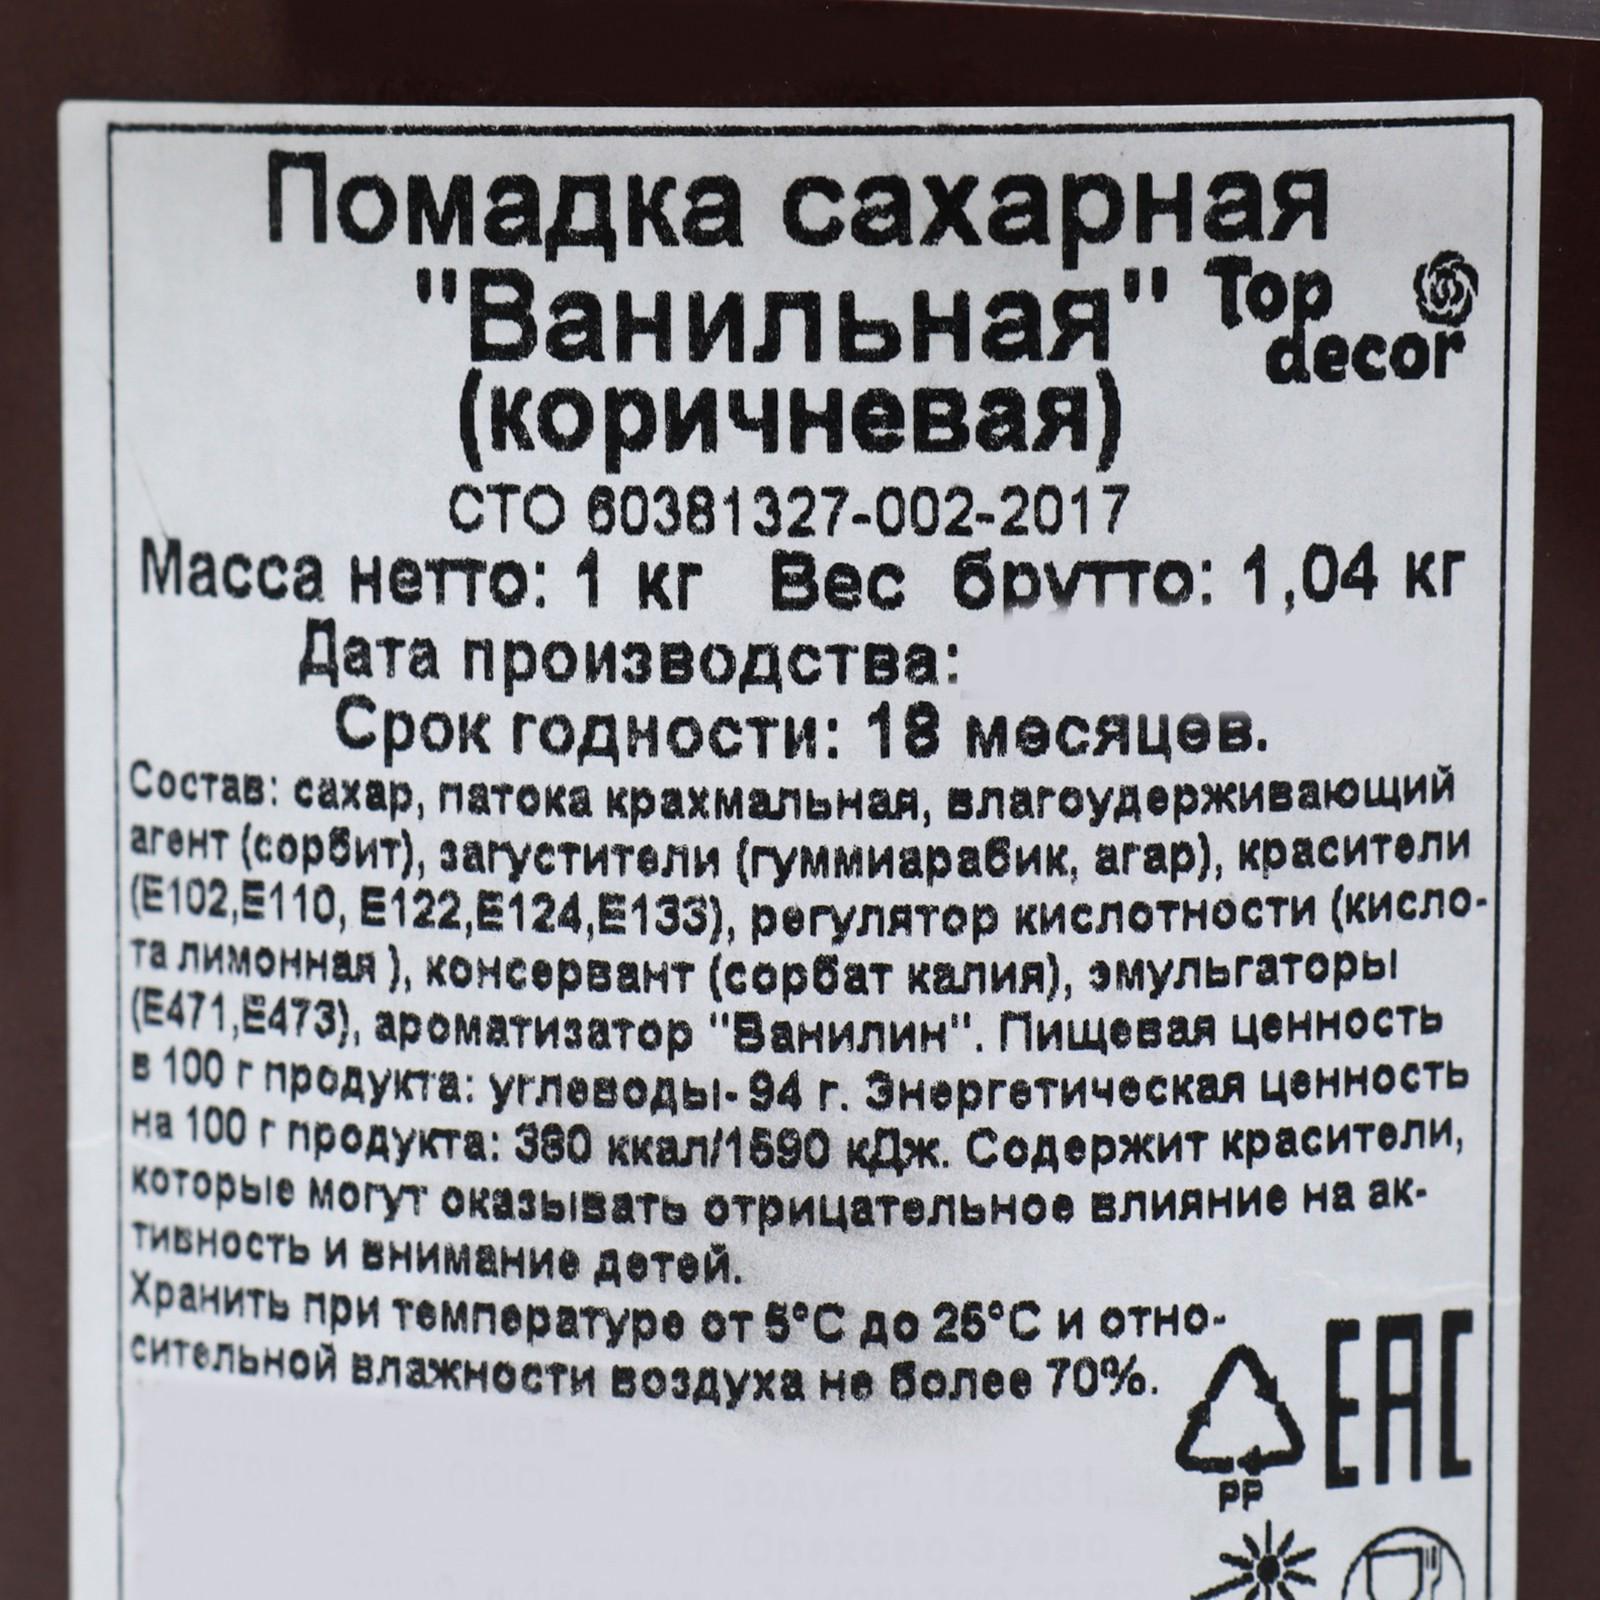 Помадка сахарная
"Ванильная"
Top decor
(коричневая)
СТО 60381327-002-2017
Масса нетто: 1 кг Вес брутто: 1,04 кг
Дата производства:
Срок годности: 18 месяцев.
Состав: сахар, патока крахмальная, влагоудерживающий
агент (сорбит), загустители (гуммиарабик, агар), красители
(Е102,Е110, Е122,Е124,Е133), регулятор кислотности (кисло-
та лимонная ), консервант (сорбат калия), эмульгаторы
(Е471,Е473), ароматизатор "Ванилин". Пищевая ценность
в 100 г продукта: углеводы- 94 г. Энергетическая ценность
на 100 г продукта: 380 ккал/1590 кДж. Содержит красители,
которые могут оказывать отрицательное влияние на ак-
тивность и внимание детей.
Хранить при температуре от 5°С до 25°С и отно-
сительной влажности воздуха не более 70%.
PP
EAC